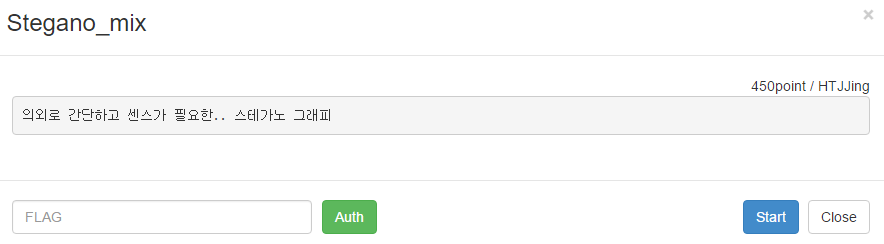 Stegano_mix
×
450point / HTJJing
의외로 간단하고 센스가 필요한.. 스테가노 그래피
FLAG
Auth
Start
Close